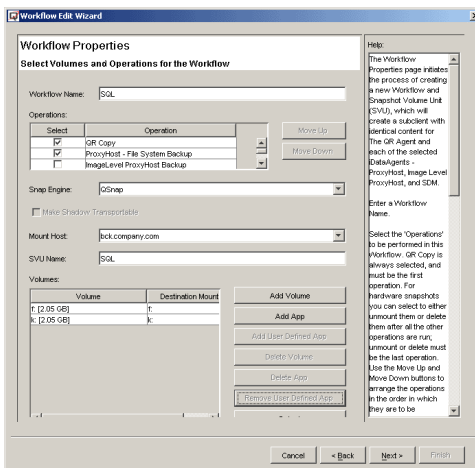 Workflow Edit Wizard
Workflow Properties
Select Volumes and Operations for the Workflow
Workflow Name: SQL
Operations:
Select Operation
QR Copy
ProxyHost - File System Backup
ImageLevel ProxyHost Backup
Move Up
Move Down
Snap Engine: QSnap
Make Shadow Transportable
Mount Host: bck.company.com
SVU Name: SQL
Volumes:
Volume Destination Mount
f: [2.05 GB] f:
k: [2.05 GB] k:
Add Volume
Add App
Add User Defined App
Delete Volume
Delete App
Remove User Defined App
Help:
The Workflow
Properties page initiates
the process of creating
a new Workflow and
Snapshot Volume Unit
(SVU), which will
create a subclient with
identical content for
The QR Agent and
each of the selected
iDataAgents -
ProxyHost, Image Level
ProxyHost, and SDM.
Enter a Workflow
Name.
Select the 'Operations'
to be performed in this
Workflow. QR Copy is
always selected, and
must be the first
operation. For
hardware snapshots
you can select to either
unmount them or delete
them after all the other
operations are run;
unmount or delete must
be the last operation.
Use the Move Up and
Move Down buttons to
arrange the operations
in the order in which
they are to be
Cancel < Back Next > Finish